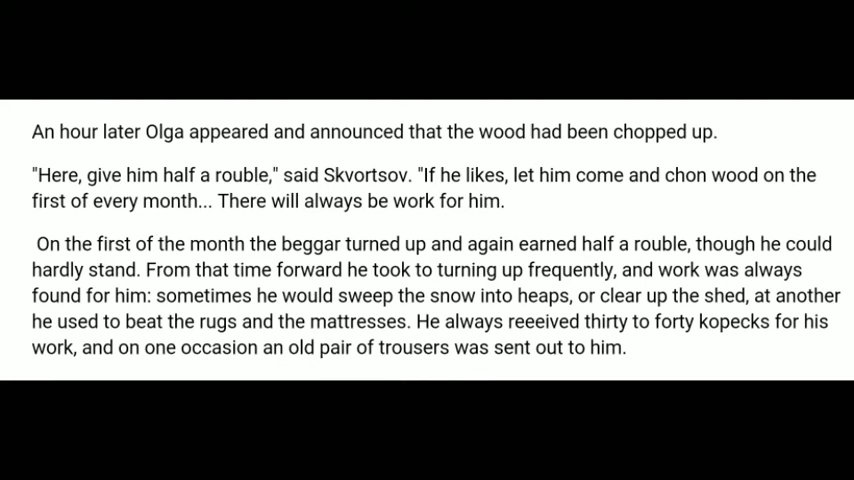 An hour later Olga appeared and announced that the wood had been chopped up.
"Here, give him half a rouble," said Skvortsov. "If he likes, let him come and chon wood on the
first of every month... There will always be work for him.
On the first of the month the beggar turned up and again earned half a rouble, though he could
hardly stand. From that time forward he took to turning up frequently, and work was always
found for him: sometimes he would sweep the snow into heaps, or clear up the shed, at another
he used to beat the rugs and the mattresses. He always reeeived thirty to forty kopecks for his
work, and on one occasion an old pair of trousers was sent out to him.